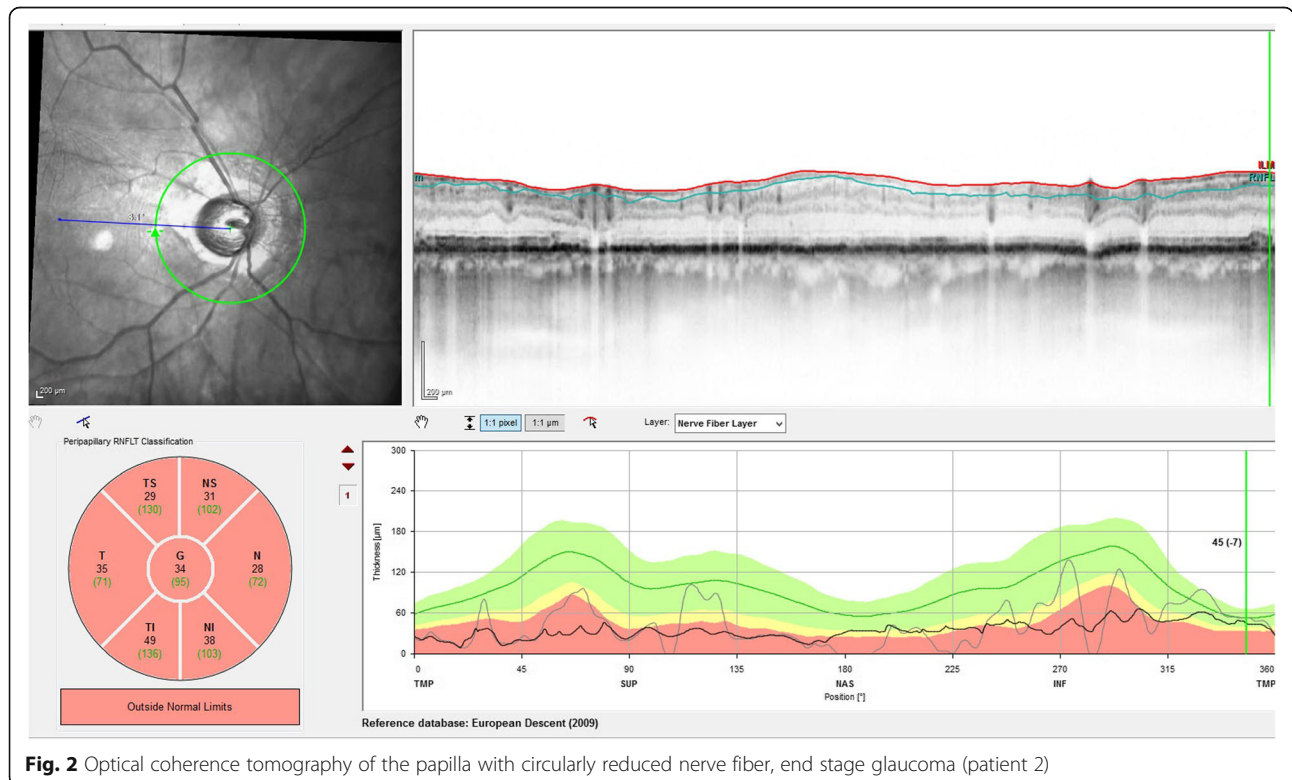 3.1°
200 µm
ILM
RNFL
200 µm
1:1 pixel 1:1 µm Layer: Nerve Fiber Layer
Peripapillary RNFLT Classification
TS
29
(130)
NS
31
(102)
T
35
(71)
G
34
(95)
N
28
(72)
TI
49
(136)
NI
38
(103)
Outside Normal Limits
1
Thickness [µm]
300
240
180
120
60
0
45 (-7)
0 45 90 135 180 225 270 315 360
TMP SUP NAS INF TMP
Position [°]
Reference database: European Descent (2009)
Fig. 2 Optical coherence tomography of the papilla with circularly reduced nerve fiber, end stage glaucoma (patient 2)